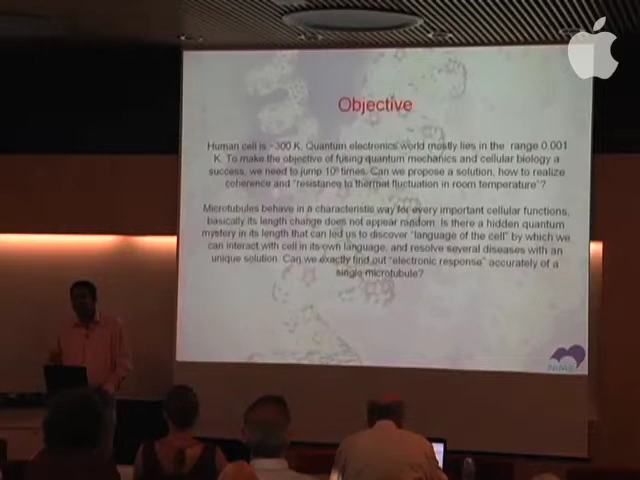 Objective
Human cell is ~300 K. Quantum electronics world mostly lies in the range 0.001
K. To make the objective of fusing quantum mechanics and cellular biology a
success, we need to jump 10⁵ times. Can we propose a solution, how to realize
coherence and "resistance to thermal fluctuation in room temperature"?
Microtubules behave in a characteristic way for every important cellular functions,
basically its length change does not appear random. Is there a hidden quantum
mystery in its length that can led us to discover "language of the cell" by which we
can interact with cell in its own language, and resolve several diseases with an
unique solution. Can we exactly find out "electronic response" accurately of a
single microtubule?
NIMS